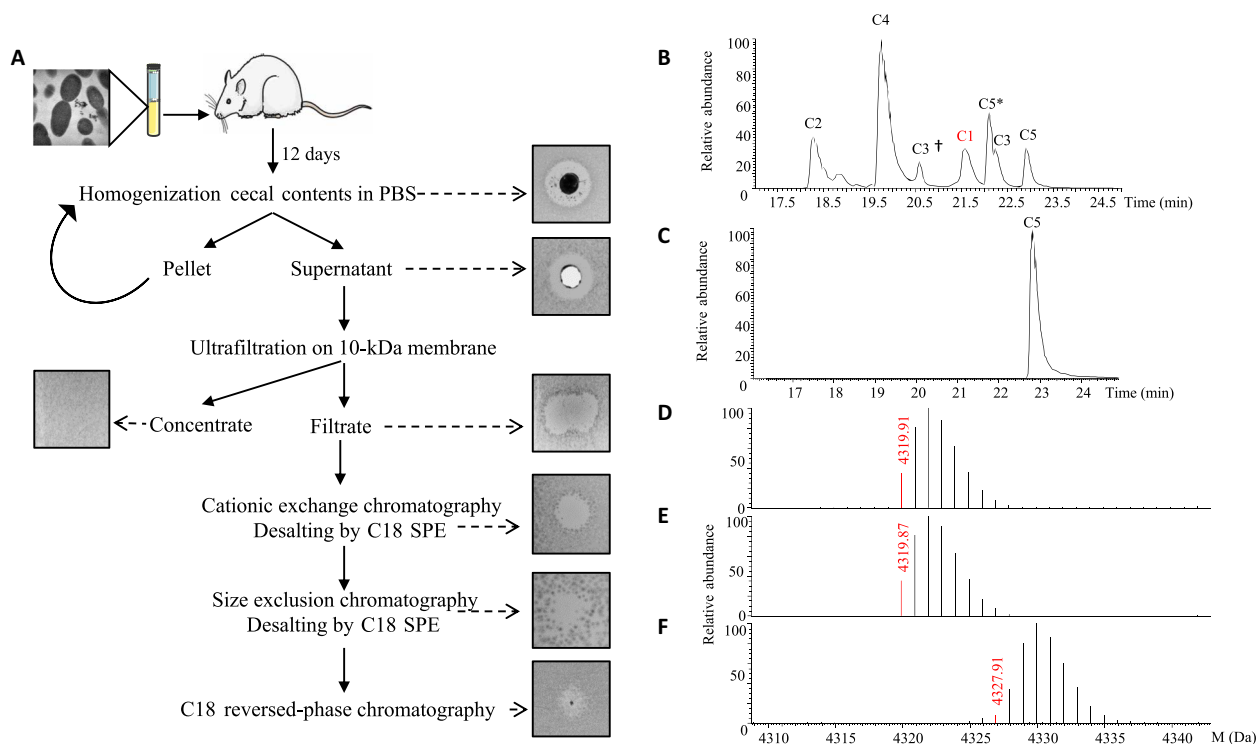 A
12 days
Homogenization cecal contents in PBS
Pellet
Supernatant
Ultrafiltration on 10-kDa membrane
Concentrate
Filtrate
Cationic exchange chromatography
Desalting by C18 SPE
Size exclusion chromatography
Desalting by C18 SPE
C18 reversed-phase chromatography
B
Relative abundance
100
80
60
40
20
0
C2
C4
C3 †
C1
C5*
C3
C5
17.5 18.5 19.5 20.5 21.5 22.5 23.5 24.5 Time (min)
C
Relative abundance
100
80
60
40
20
0
C5
17 18 19 20 21 22 23 24 Time (min)
D
100
50
0
4319.91
E
Relative abundance
100
50
0
4319.87
F
100
50
0
4327.91
4310 4315 4320 4325 4330 4335 4340 M (Da)